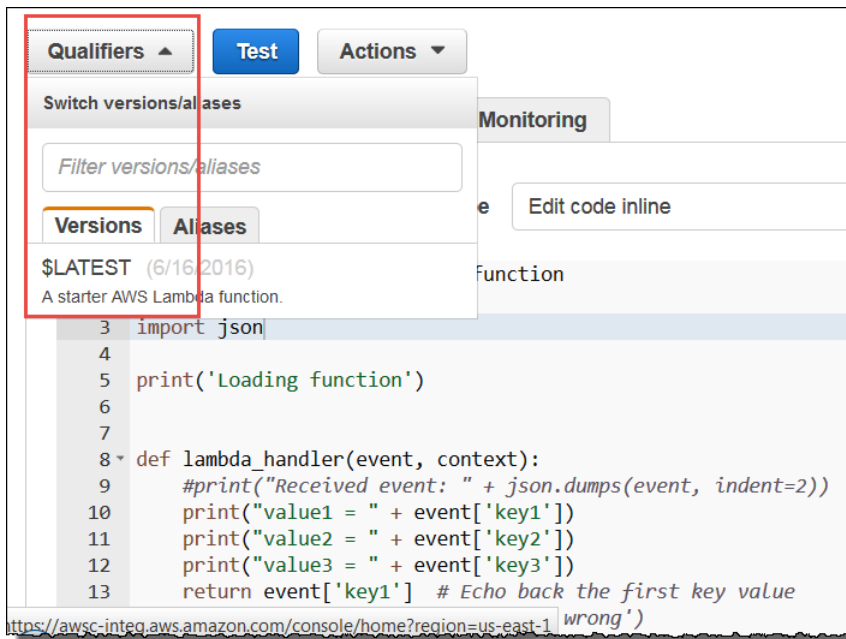 Qualifiers Test Actions
Switch versions/aliases
Monitoring
Filter versions/aliases
e Edit code inline
Versions Aliases
$LATEST (6/16/2016)
function
A starter AWS Lambda function.
3 import json
4
5 print('Loading function')
6
7
8 def lambda_handler(event, context):
9 #print("Received event: " + json.dumps(event, indent=2))
10 print("value1 = " + event['key1'])
11 print("value2 = " + event['key2'])
12 print("value3 = " + event['key3'])
13 return event['key1'] # Echo back the first key value
https://awsc-integ.aws.amazon.com/console/home?region=us-east-1 wrong')